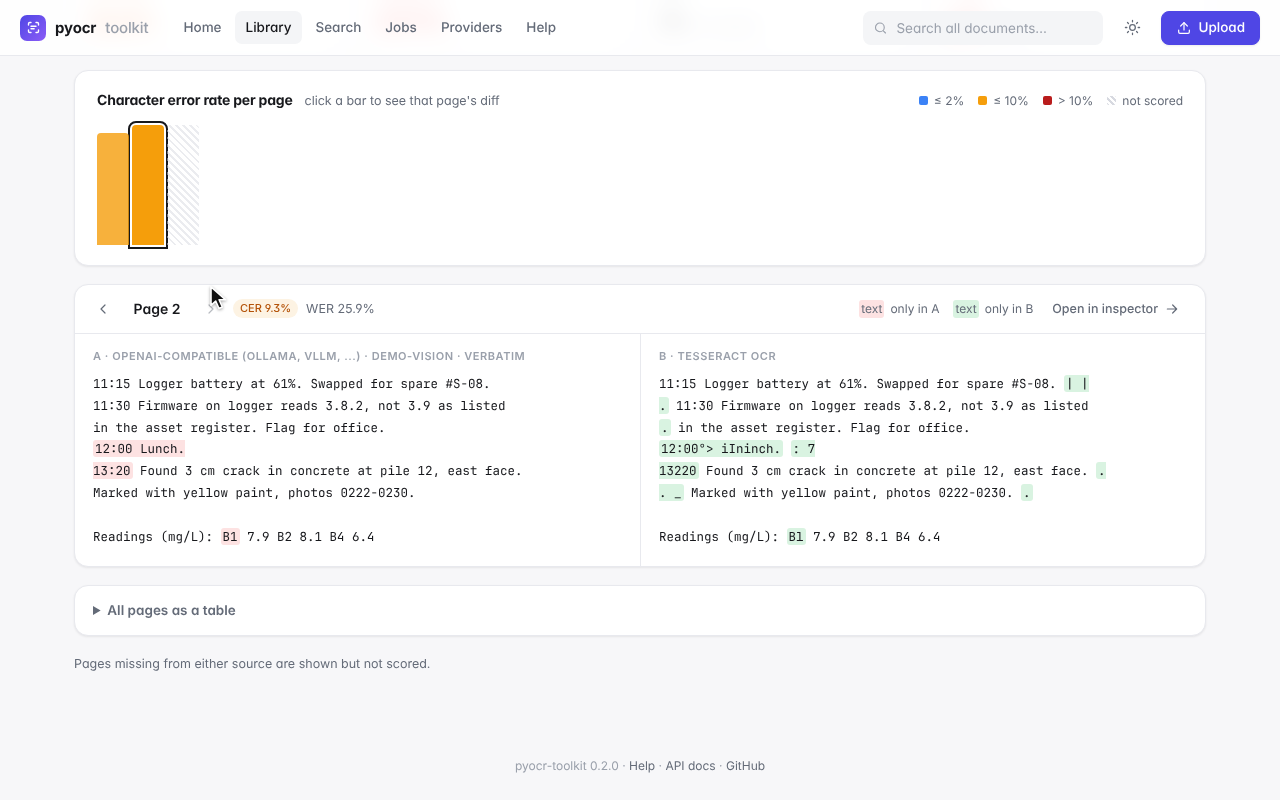 pyocr toolkit
Home
Library
Search
Jobs
Providers
Help
Search all documents...
Upload
Character error rate per page click a bar to see that page's diff
≤ 2%
≤ 10%
> 10%
not scored
Page 2
CER 9.3%
WER 25.9%
text only in A
text only in B
Open in inspector →
A · OPENAI-COMPATIBLE (OLLAMA, VLLM, ...) · DEMO-VISION · VERBATIM
11:15 Logger battery at 61%. Swapped for spare #S-08.
11:30 Firmware on logger reads 3.8.2, not 3.9 as listed
in the asset register. Flag for office.
12:00 Lunch.
13:20 Found 3 cm crack in concrete at pile 12, east face.
Marked with yellow paint, photos 0222-0230.
Readings (mg/L): B1 7.9 B2 8.1 B4 6.4
B · TESSERACT OCR
11:15 Logger battery at 61%. Swapped for spare #S-08. | |
. 11:30 Firmware on logger reads 3.8.2, not 3.9 as listed
. in the asset register. Flag for office.
12:00°> iIninch. : 7
13220 Found 3 cm crack in concrete at pile 12, east face. .
. _ Marked with yellow paint, photos 0222-0230. .
Readings (mg/L): Bl 7.9 B2 8.1 B4 6.4
All pages as a table
Pages missing from either source are shown but not scored.
pyocr-toolkit 0.2.0 · Help · API docs · GitHub